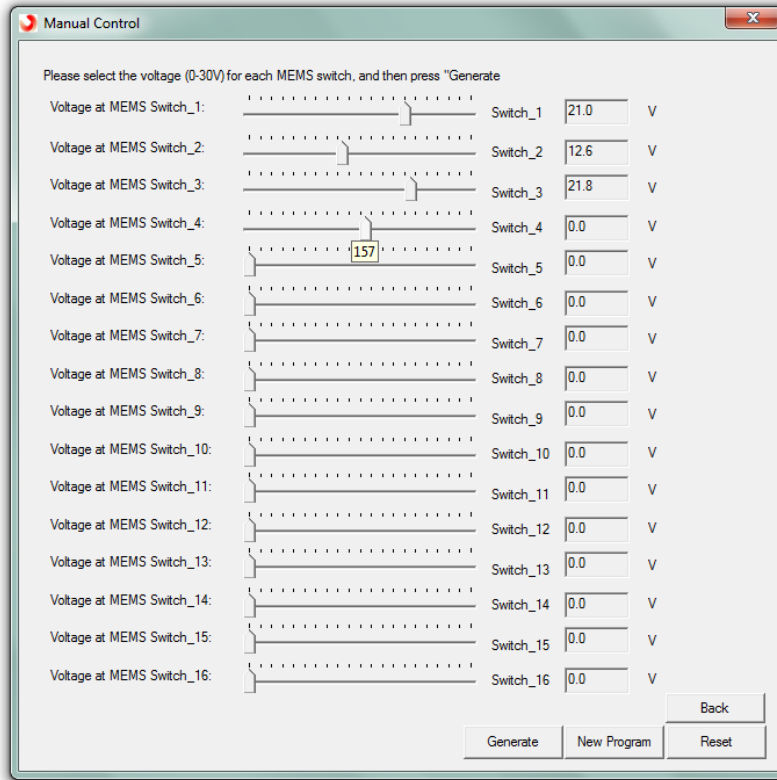 Manual Control
Please select the voltage (0-30V) for each MEMS switch, and then press "Generate
Voltage at MEMS Switch_1: Switch_1 21.0 V
Voltage at MEMS Switch_2: Switch_2 12.6 V
Voltage at MEMS Switch_3: Switch_3 21.8 V
Voltage at MEMS Switch_4: Switch_4 0.0 V
157
Voltage at MEMS Switch_5: Switch_5 0.0 V
Voltage at MEMS Switch_6: Switch_6 0.0 V
Voltage at MEMS Switch_7: Switch_7 0.0 V
Voltage at MEMS Switch_8: Switch_8 0.0 V
Voltage at MEMS Switch_9: Switch_9 0.0 V
Voltage at MEMS Switch_10: Switch_10 0.0 V
Voltage at MEMS Switch_11: Switch_11 0.0 V
Voltage at MEMS Switch_12: Switch_12 0.0 V
Voltage at MEMS Switch_13: Switch_13 0.0 V
Voltage at MEMS Switch_14: Switch_14 0.0 V
Voltage at MEMS Switch_15: Switch_15 0.0 V
Voltage at MEMS Switch_16: Switch_16 0.0 V
Back
Generate New Program Reset